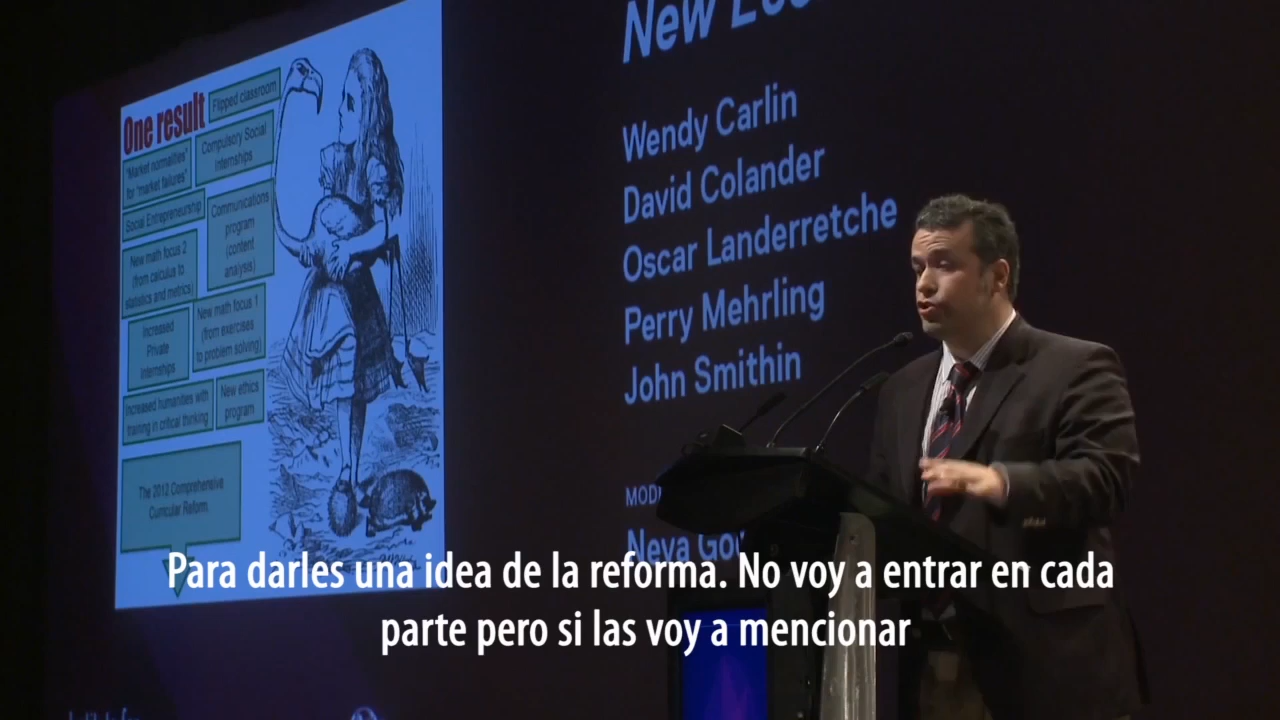 One result
Flipped classroom
"Market normalities"
for "market failures"
Compulsory Social
Internships
Social Entrepreneurship
Communications
program
(content
analysis)
New math focus 2
(from calculus to
statistics and metrics)
New math focus 1
(from exercises
to problem solving)
Increased
Private
Internships
Increased humanities with
training in critical thinking
New ethics
program
The 2012 Comprehensive
Curricular Reform.
New
Wendy Carlin
David Colander
Oscar Landerretche
Perry Mehrling
John Smithin
Neva
Para darles una idea de la reforma. No voy a entrar en cada
parte pero si las voy a mencionar